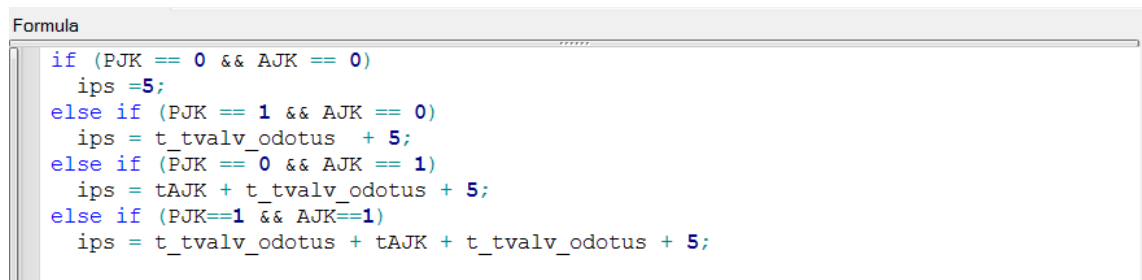 Formula
if (PJK == 0 && AJK == 0)
ips =5;
else if (PJK == 1 && AJK == 0)
ips = t_tvalv_odotus  + 5;
else if (PJK == 0 && AJK == 1)
ips = tAJK + t_tvalv_odotus + 5;
else if (PJK==1 && AJK==1)
ips = t_tvalv_odotus + tAJK + t_tvalv_odotus + 5;